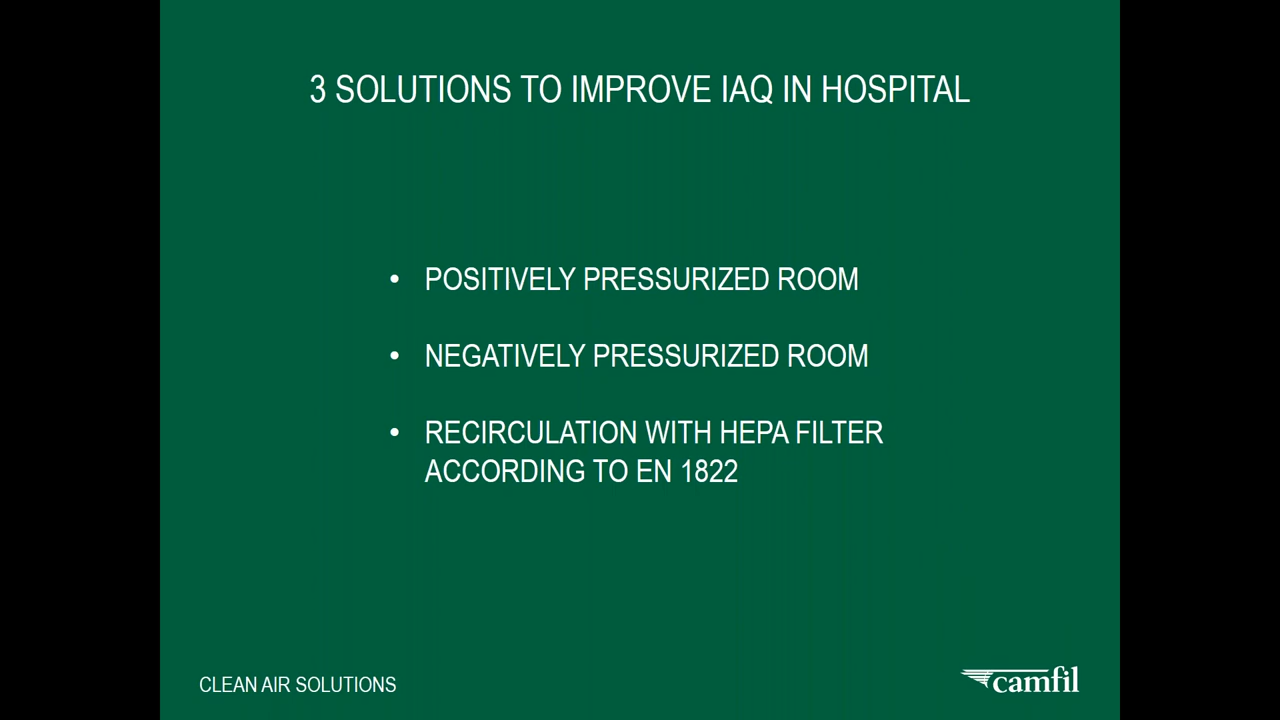 3 SOLUTIONS TO IMPROVE IAQ IN HOSPITAL
• POSITIVELY PRESSURIZED ROOM
• NEGATIVELY PRESSURIZED ROOM
• RECIRCULATION WITH HEPA FILTER
ACCORDING TO EN 1822
CLEAN AIR SOLUTIONS
camfil